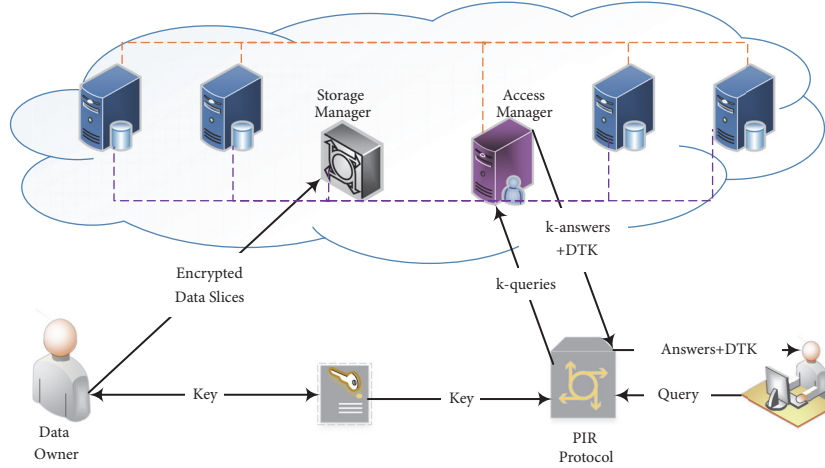 Storage
Manager
Access
Manager
k-answers
+DTK
Encrypted
Data Slices
k-queries
Answers+DTK
Key
Key
Query
Data
Owner
PIR
Protocol